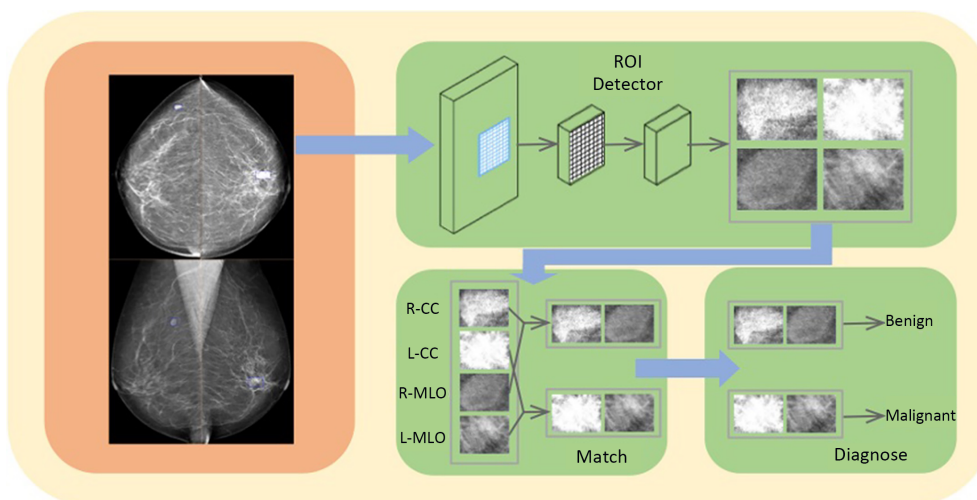 ROI
Detector
R-CC
L-CC
R-MLO
L-MLO
Match
Benign
Malignant
Diagnose